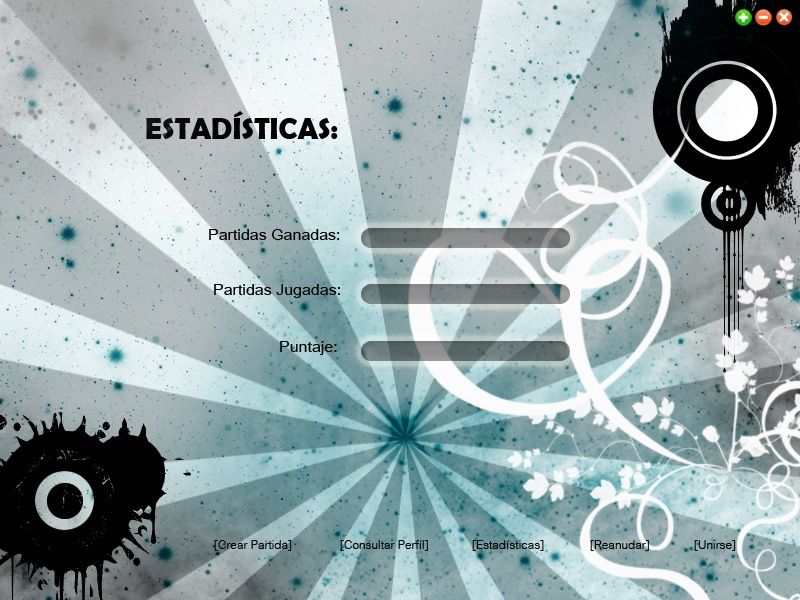 ESTADÍSTICAS:
Partidas Ganadas:
Partidas Jugadas:
Puntaje:
[Crear Partida] [Consultar Perfil] [Estadísticas] [Reanudar] [Unirse]